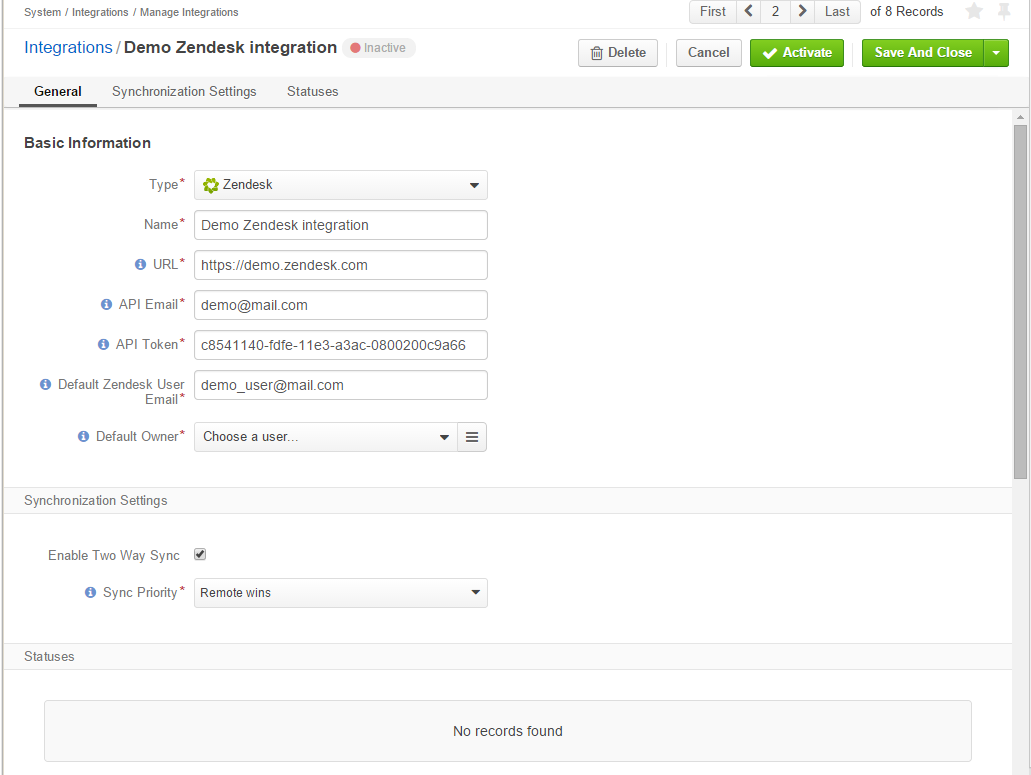 System / Integrations / Manage Integrations
First 2 Last of 8 Records
Integrations / Demo Zendesk integration Inactive
Delete Cancel Activate Save And Close
General Synchronization Settings Statuses
Basic Information
Type* Zendesk
Name* Demo Zendesk integration
URL* https://demo.zendesk.com
API Email* demo@mail.com
API Token* c8541140-fdfe-11e3-a3ac-0800200c9a66
Default Zendesk User
Email* demo_user@mail.com
Default Owner* Choose a user...
Synchronization Settings
Enable Two Way Sync
Sync Priority* Remote wins
Statuses
No records found